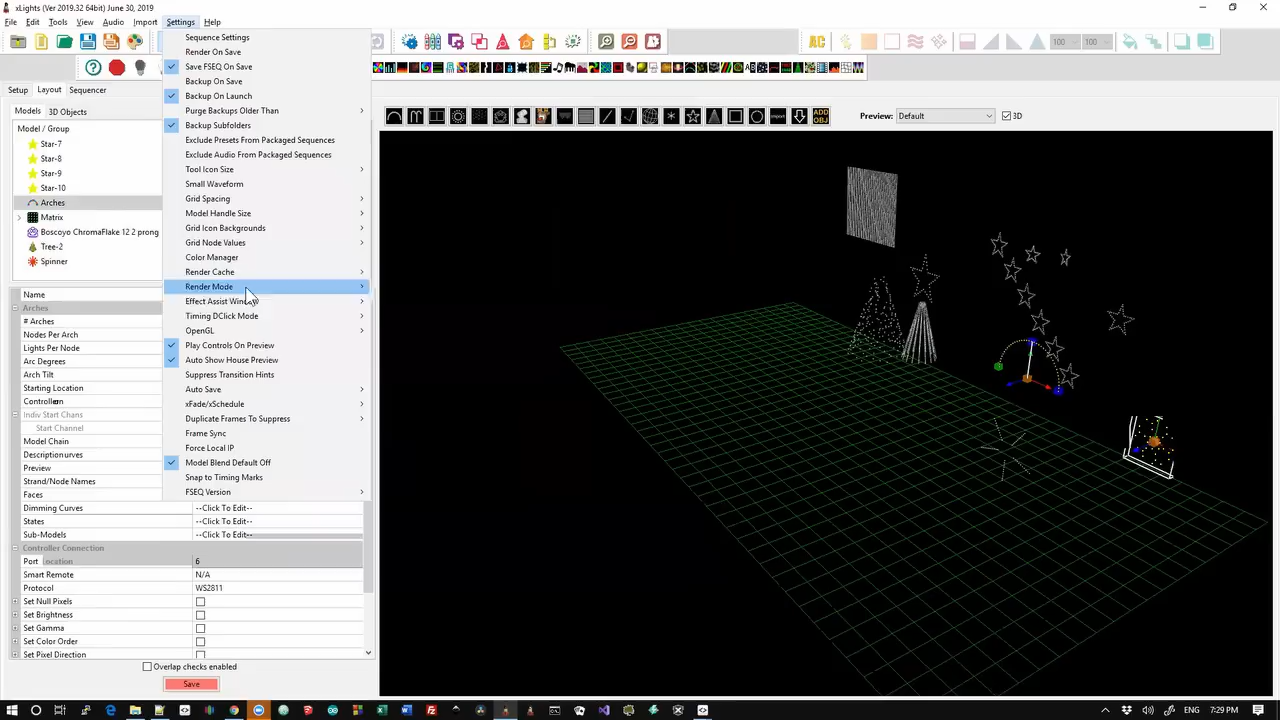 xLights (Ver 2019.32 64bit) June 30, 2019
File Edit Tools View Audio Import Settings Help
AC
100 100
Setup Layout Sequencer
Models 3D Objects
Preview: Default 3D
ADD OBJ
Model / Group
Star-7
Star-8
Star-9
Star-10
Arches
Matrix
Boscoyo ChromaFlake 12 2 prong
Tree-2
Spinner
Name
Arches
# Arches
Nodes Per Arch
Lights Per Node
Arc Degrees
Arch Tilt
Starting Location
Controller
Indiv Start Chans
Start Channel
Model Chain
Preview
Strand/Node Names
Faces
Dimming Curves --Click To Edit--
States --Click To Edit--
Sub-Models --Click To Edit--
Controller Connection
Port 6
Smart Remote N/A
Protocol WS2811
Set Null Pixels
Set Brightness
Set Gamma
Set Color Order
Set Pixel Direction
Overlap checks enabled
Save
Sequence Settings
Render On Save
Save FSEQ On Save
Backup On Save
Backup On Launch
Purge Backups Older Than
Backup Subfolders
Exclude Presets From Packaged Sequences
Exclude Audio From Packaged Sequences
Tool Icon Size
Small Waveform
Grid Spacing
Model Handle Size
Grid Icon Backgrounds
Grid Node Values
Color Manager
Render Cache
Render Mode
Effect Assist Window
Timing DClick Mode
OpenGL
Play Controls On Preview
Auto Show House Preview
Suppress Transition Hints
Auto Save
xFade/xSchedule
Duplicate Frames To Suppress
Frame Sync
Force Local IP
Model Blend Default Off
Snap to Timing Marks
FSEQ Version
ENG 7:29 PM